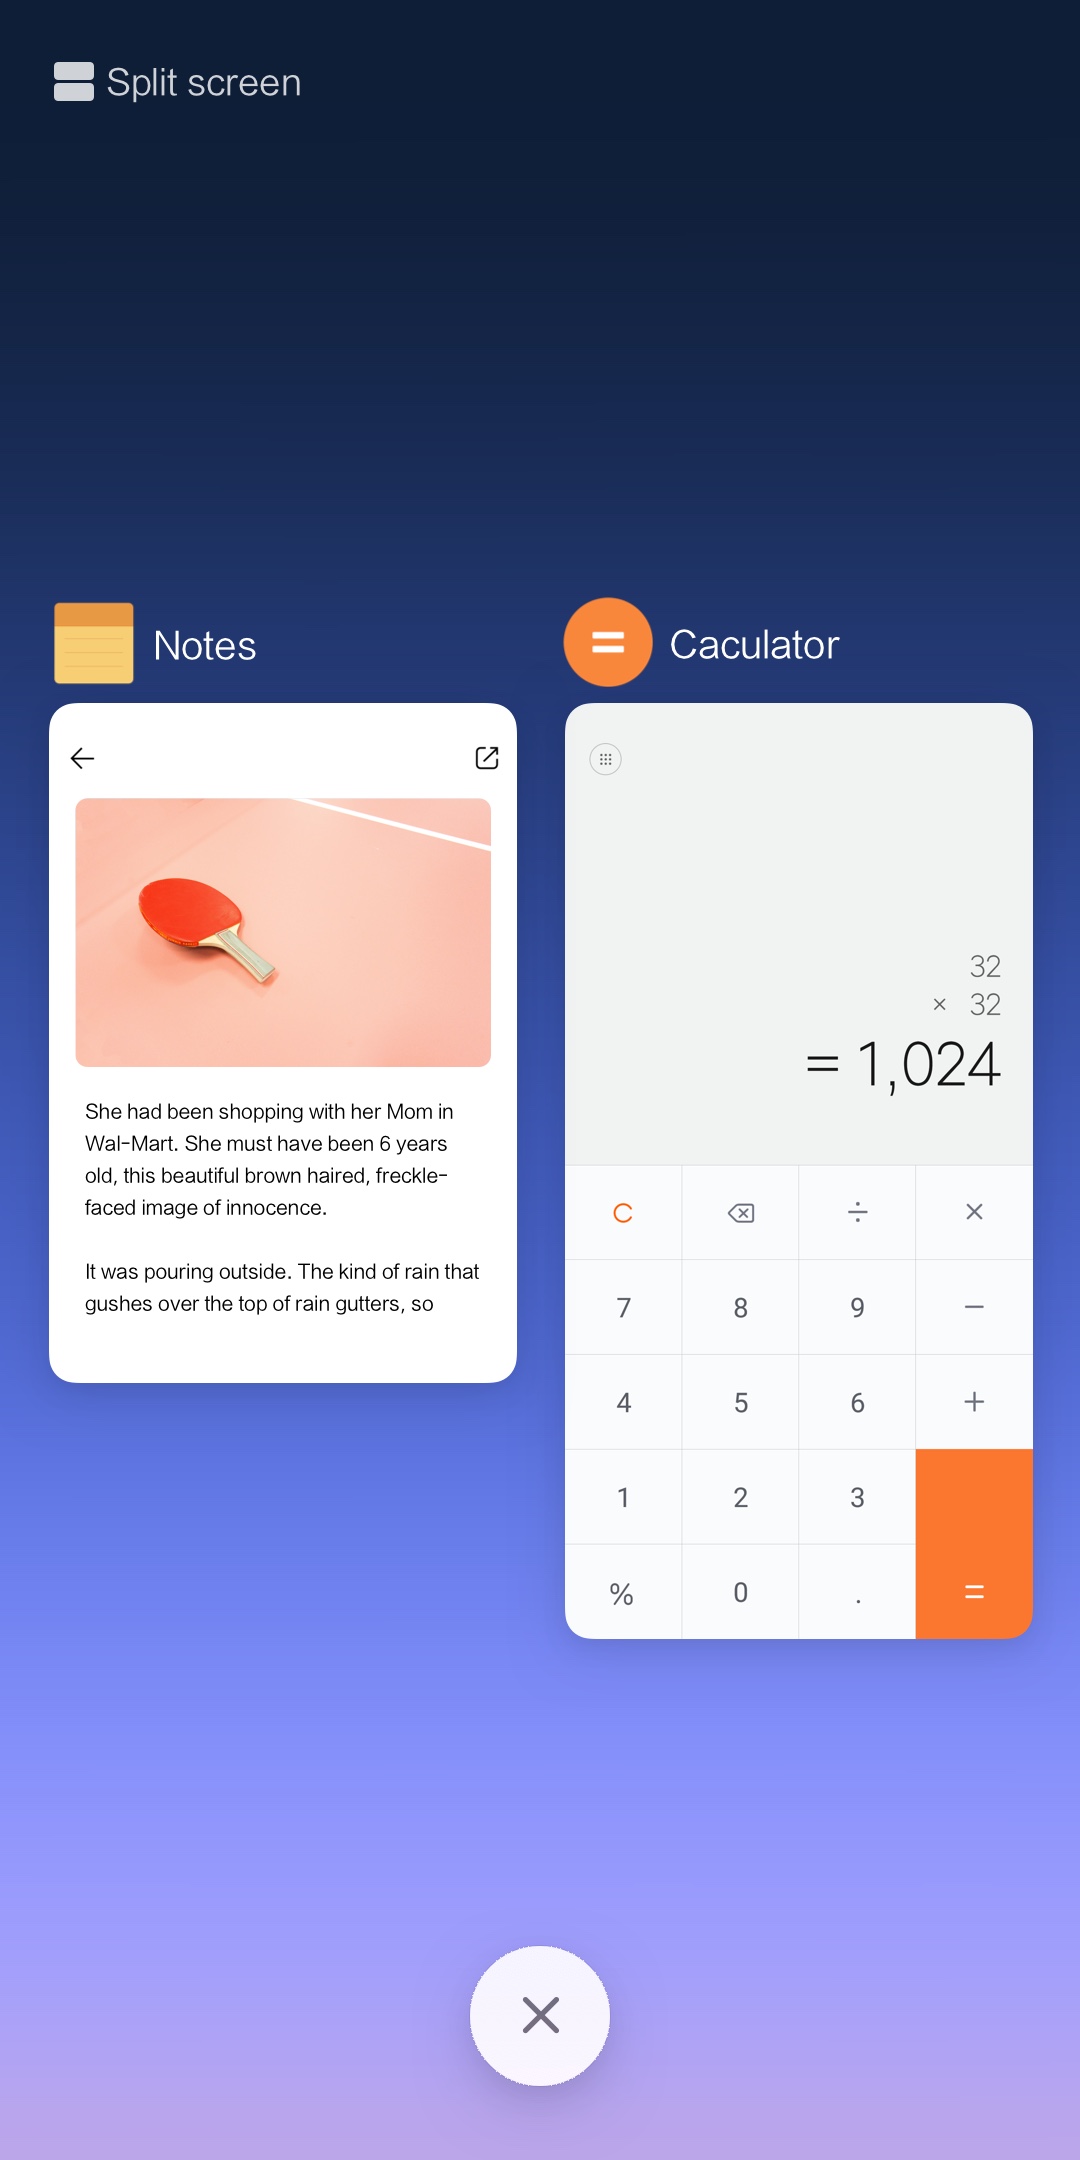 Split screen
Notes
She had been shopping with her Mom in
Wal-Mart. She must have been 6 years
old, this beautiful brown haired, freckle-
faced image of innocence.
It was pouring outside. The kind of rain that
gushes over the top of rain gutters, so
Caculator
32
× 32
= 1,024
C ÷ ×
7 8 9 −
4 5 6 +
1 2 3
% 0 . =